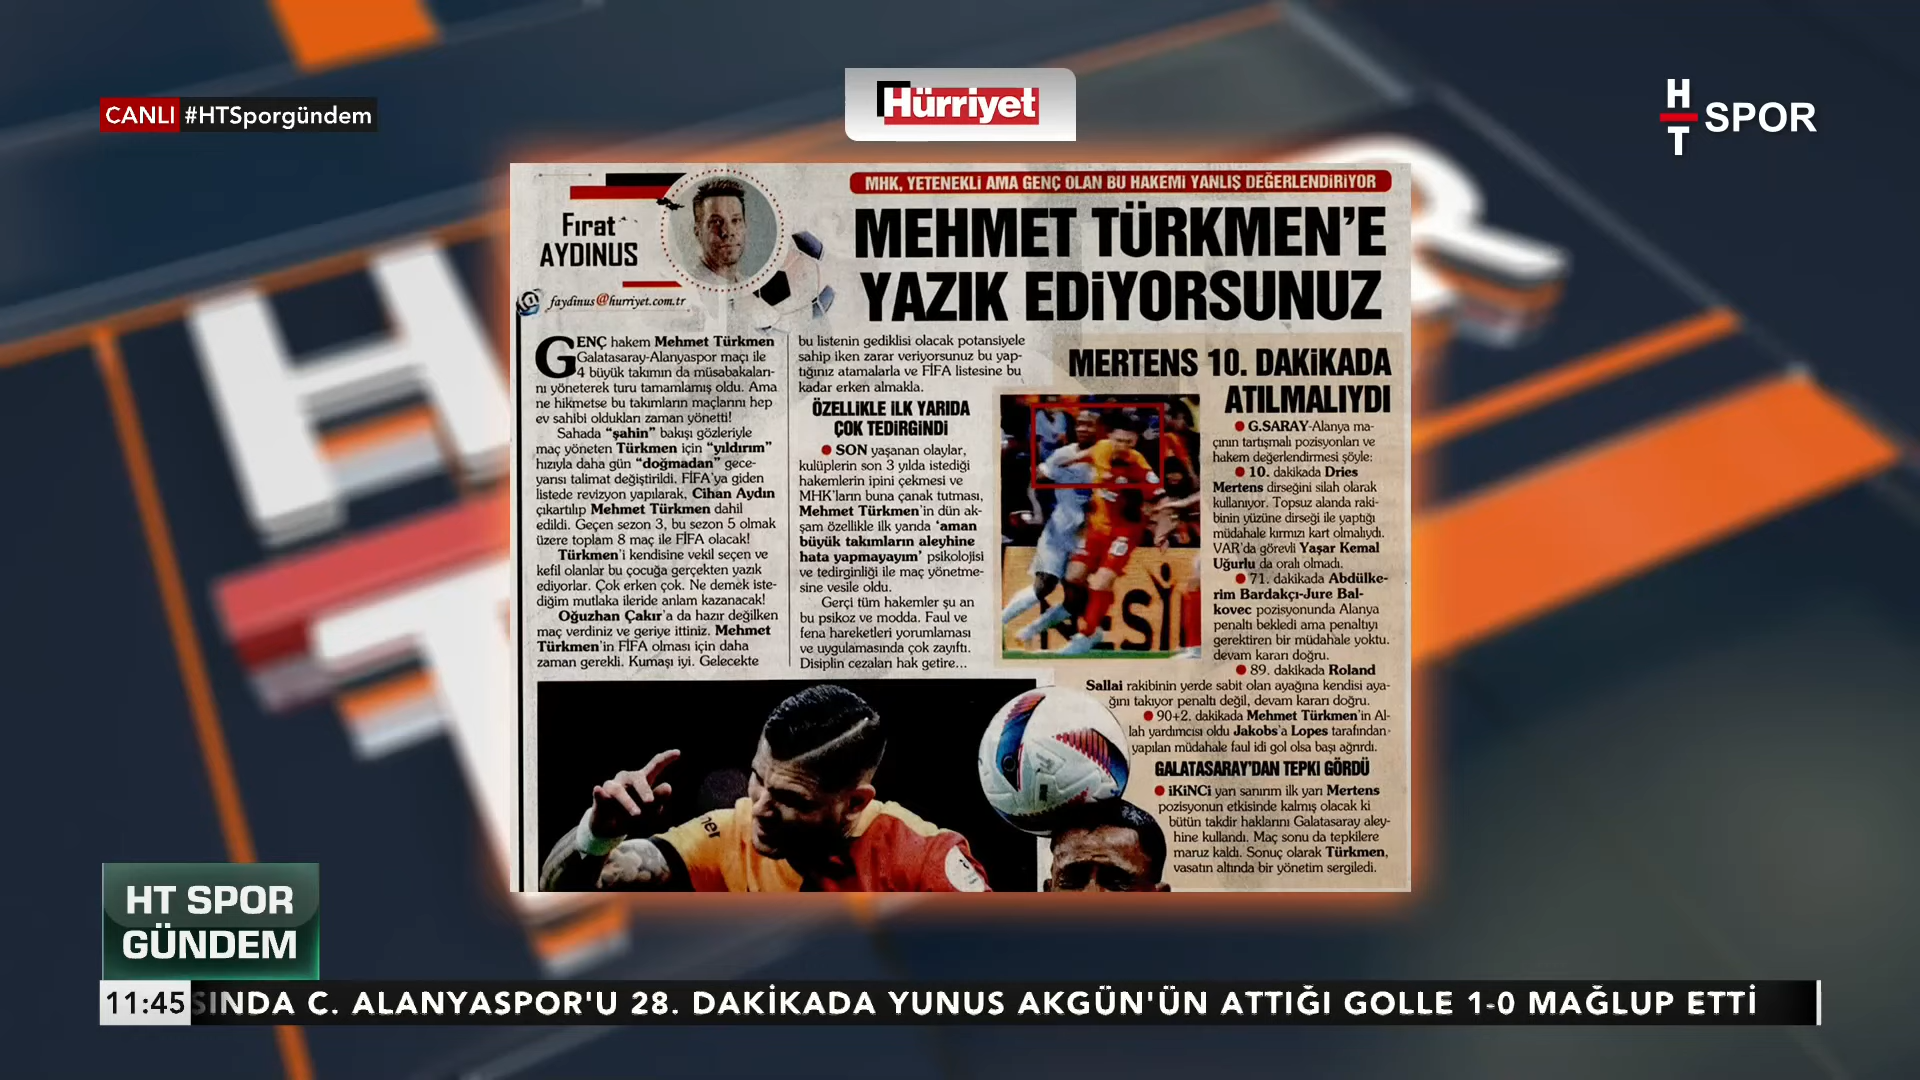 CANLI #HTSporgündem
Hürriyet
H
T SPOR
Fırat
AYDINUS
faydinus@hurriyet.com.tr
MHK, YETENEKLİ AMA GENÇ OLAN BU HAKEMİ YANLIŞ DEĞERLENDİRİYOR
MEHMET TÜRKMEN'E
YAZIK EDİYORSUNUZ
GENÇ hakem Mehmet Türkmen
Galatasaray-Alanyaspor maçı ile
4 büyük takımın da müsabakaları-
nı yöneterek turu tamamlamış oldu. Ama
ne hikmetse bu takımların maçlarını hep
ev sahibi oldukları zaman yönetti!
Sahada “şahin” bakışı gözleriyle
maç yöneten Türkmen için “yıldırım”
hızıyla daha gün “doğmadan” gece-
yarısı talimat değiştirildi. FİFA'ya giden
listede revizyon yapılarak, Cihan Aydın
çıkartılıp Mehmet Türkmen dahil
edildi. Geçen sezon 3, bu sezon 5 olmak
üzere toplam 8 maç ile FİFA olacak!
Türkmen'i kendisine vekil seçen ve
kefil olanlar bu çocuğa gerçekten yazık
ediyorlar. Çok erken çok. Ne demek iste-
diğim mutlaka ileride anlam kazanacak!
Oğuzhan Çakır'a da hazır değilken
maç verdiniz ve geriye ittiniz. Mehmet
Türkmen'in FİFA olması için daha
zaman gerekli. Kumaşı iyi. Gelecekte
bu listenin gediklisi olacak potansiyele
sahip iken zarar veriyorsunuz bu yap-
tığınız atamalarla ve FİFA listesine bu
kadar erken almakla.
ÖZELLİKLE İLK YARIDA
ÇOK TEDİRGİNDİ
● SON yaşanan olaylar,
kulüplerin son 3 yılda istediği
hakemlerin ipini çekmesi ve
MHK'ların buna çanak tutması,
Mehmet Türkmen'in dün ak-
şam özellikle ilk yarıda ‘aman
büyük takımların aleyhine
hata yapmayayım’ psikolojisi
ve tedirginliği ile maç yönetme-
sine vesile oldu.
Gerçi tüm hakemler şu an
bu psikoz ve modda. Faul ve
fena hareketleri yorumlaması
ve uygulamasında çok zayıftı.
Disiplin cezaları hak getire...
MERTENS 10. DAKİKADA
ATILMALIYDI
● G.SARAY-Alanya ma-
çının tartışmalı pozisyonları ve
hakem değerlendirmesi şöyle:
● 10. dakikada Dries
Mertens dirseğini silah olarak
kullanıyor. Topsuz alanda raki-
binin yüzüne dirseği ile yaptığı
müdahale kırmızı kart olmalıydı.
VAR'da görevli Yaşar Kemal
Uğurlu da oralı olmadı.
● 71. dakikada Abdülke-
rim Bardakçı-Jure Bal-
kovec pozisyonunda Alanya
penaltı bekledi ama penaltıyı
gerektiren bir müdahale yoktu.
devam kararı doğru.
● 89. dakikada Roland
Sallai rakibinin yerde sabit olan ayağına kendisi aya-
ğını takıyor penaltı değil, devam kararı doğru.
● 90+2. dakikada Mehmet Türkmen'in Al-
lah yardımcısı oldu Jakobs'a Lopes tarafından
yapılan müdahale faul idi gol olsa başı ağrırdı.
GALATASARAY'DAN TEPKİ GÖRDÜ
● İKİNCİ yarı sanırım ilk yarı Mertens
pozisyonun etkisinde kalmış olacak ki
bütün takdir haklarını Galatasaray aley-
hine kullandı. Maç sonu da tepkilere
maruz kaldı. Sonuç olarak Türkmen,
vasatın altında bir yönetim sergiledi.
HT SPOR
GÜNDEM
11:45 SINDA C. ALANYASPOR'U 28. DAKİKADA YUNUS AKGÜN'ÜN ATTIĞI GOLLE 1-0 MAĞLUP ETTİ